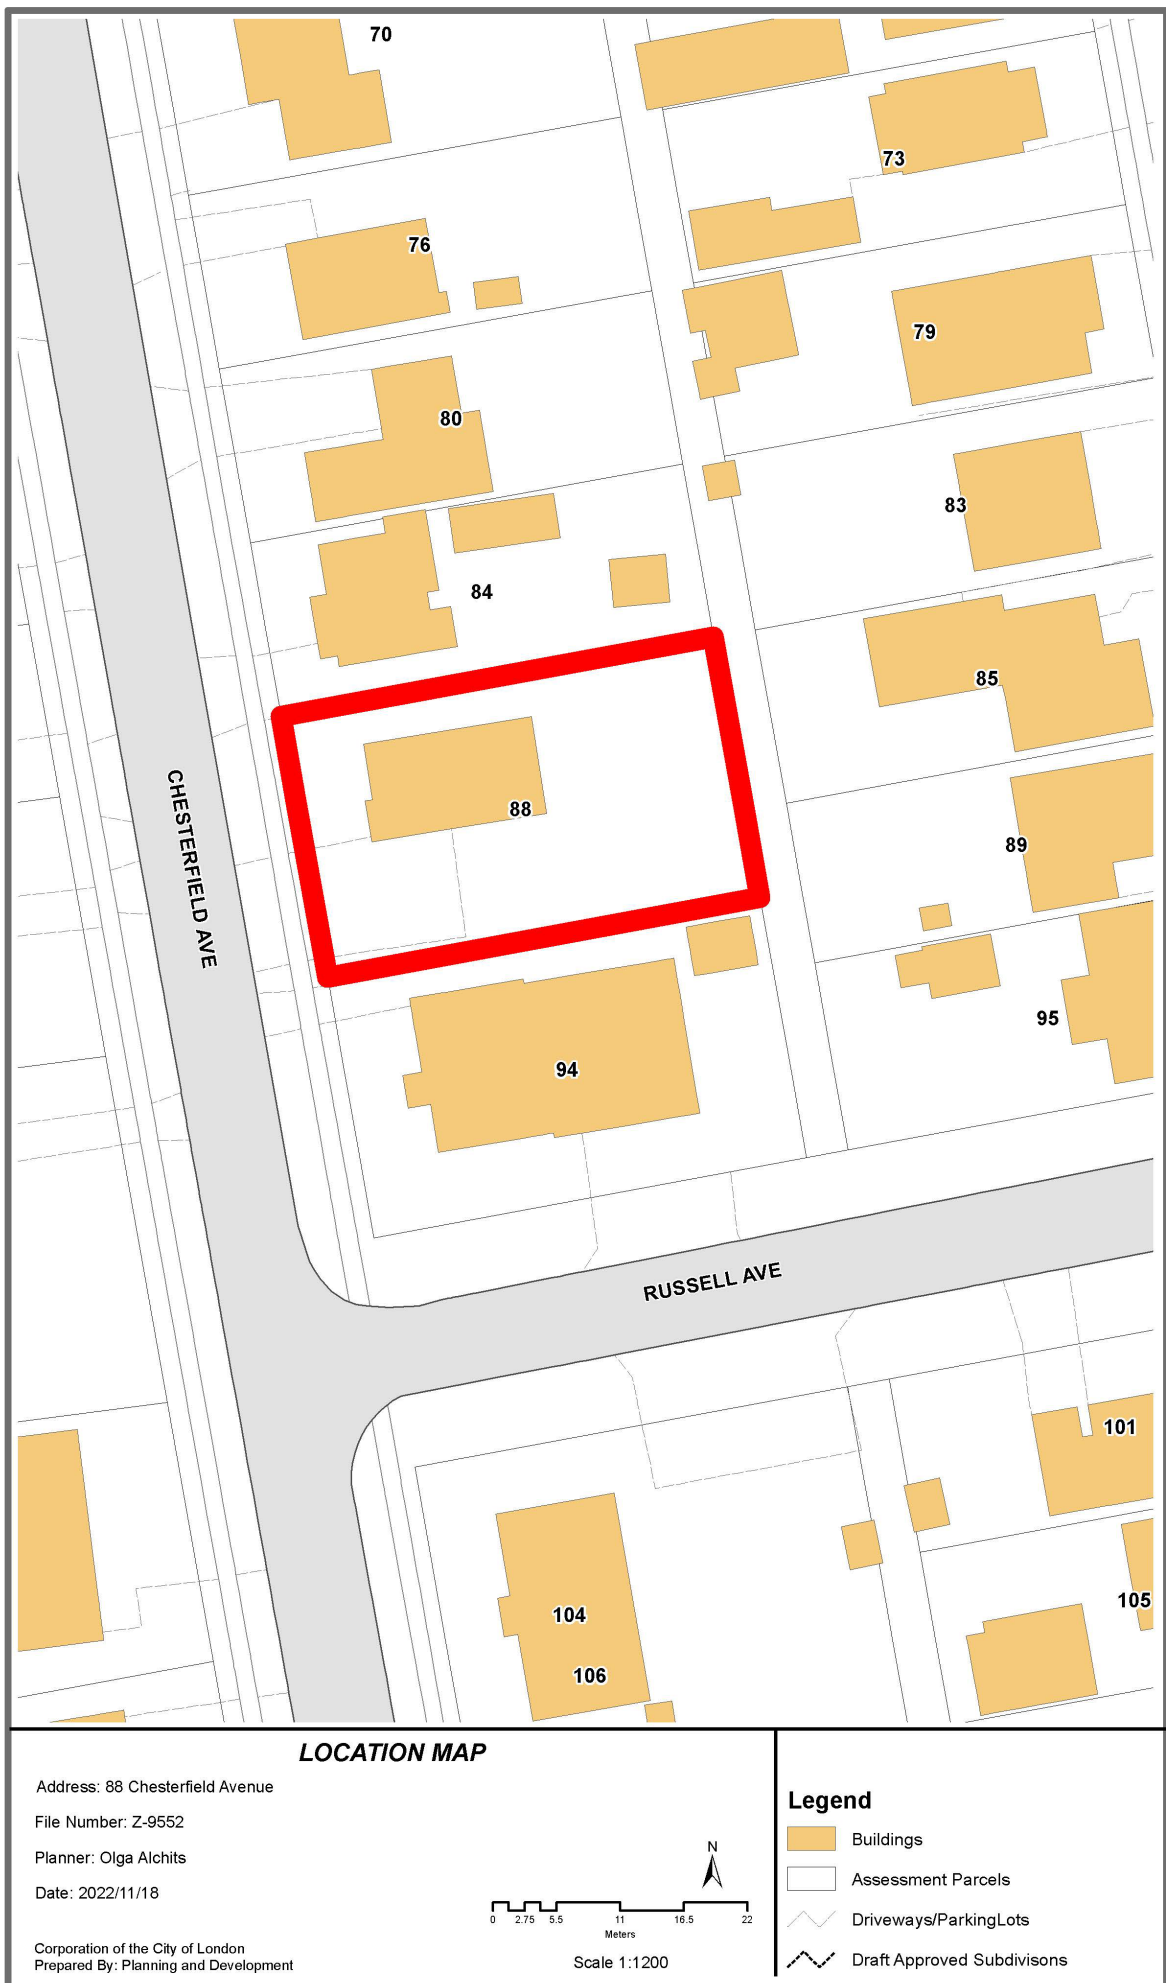 70
73
76
79
80
83
84
85
88
89
95
94
CHESTERFIELD AVE
RUSSELL AVE
101
104
105
106
LOCATION MAP
Address: 88 Chesterfield Avenue
File Number: Z-9552
Planner: Olga Alchits
Date: 2022/11/18
Corporation of the City of London
Prepared By: Planning and Development
N
0 2.75 5.5 11 16.5 22
Meters
Scale 1:1200
Legend
Buildings
Assessment Parcels
Driveways/ParkingLots
Draft Approved Subdivisons